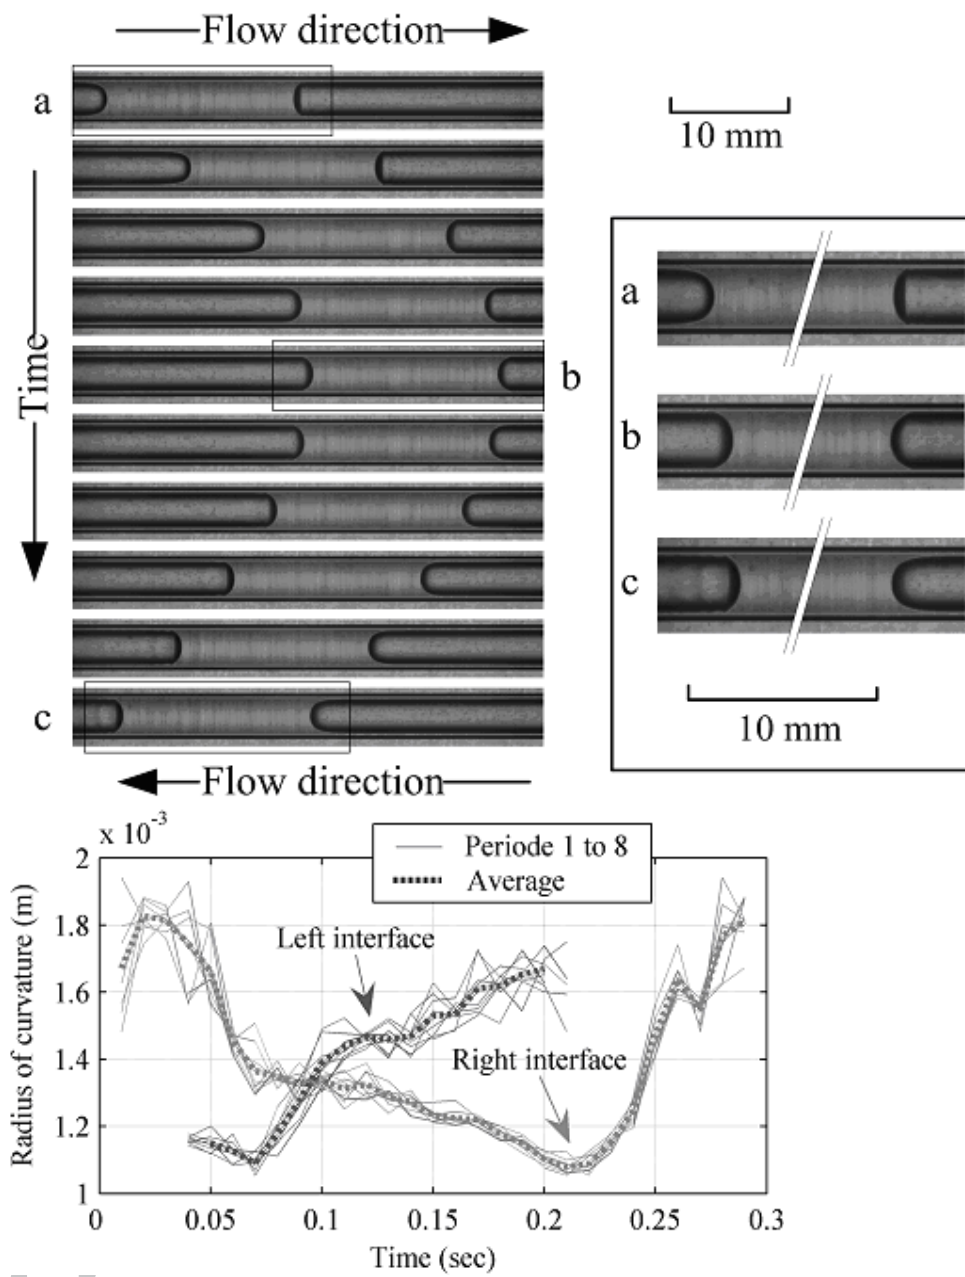 Flow direction
a
10 mm
Time
b
c
Flow direction
a
b
c
10 mm
x 10-3
Periode 1 to 8
Average
Left interface
Right interface
Radius of curvature (m)
2
1.8
1.6
1.4
1.2
1
0
0.05
0.1
0.15
0.2
0.25
0.3
Time (sec)